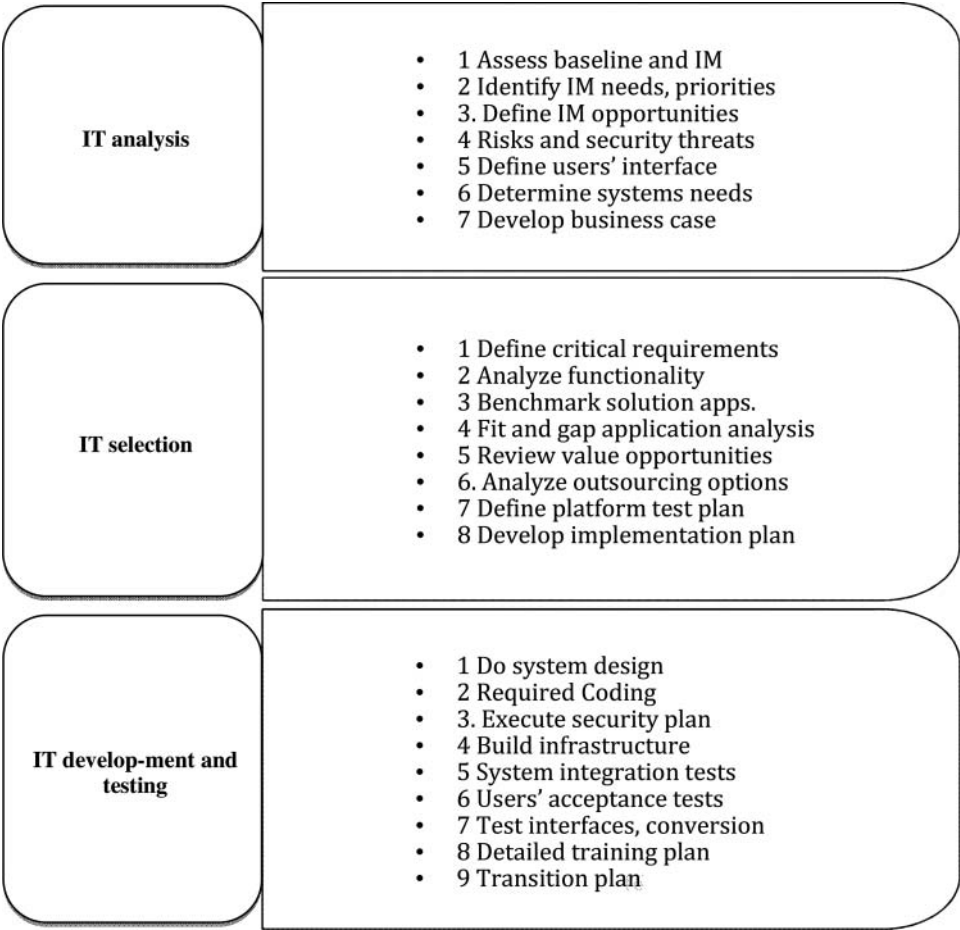 IT analysis
• 1 Assess baseline and IM
• 2 Identify IM needs, priorities
• 3. Define IM opportunities
• 4 Risks and security threats
• 5 Define users’ interface
• 6 Determine systems needs
• 7 Develop business case
IT selection
• 1 Define critical requirements
• 2 Analyze functionality
• 3 Benchmark solution apps.
• 4 Fit and gap application analysis
• 5 Review value opportunities
• 6. Analyze outsourcing options
• 7 Define platform test plan
• 8 Develop implementation plan
IT develop-ment and
testing
• 1 Do system design
• 2 Required Coding
• 3. Execute security plan
• 4 Build infrastructure
• 5 System integration tests
• 6 Users’ acceptance tests
• 7 Test interfaces, conversion
• 8 Detailed training plan
• 9 Transition plan